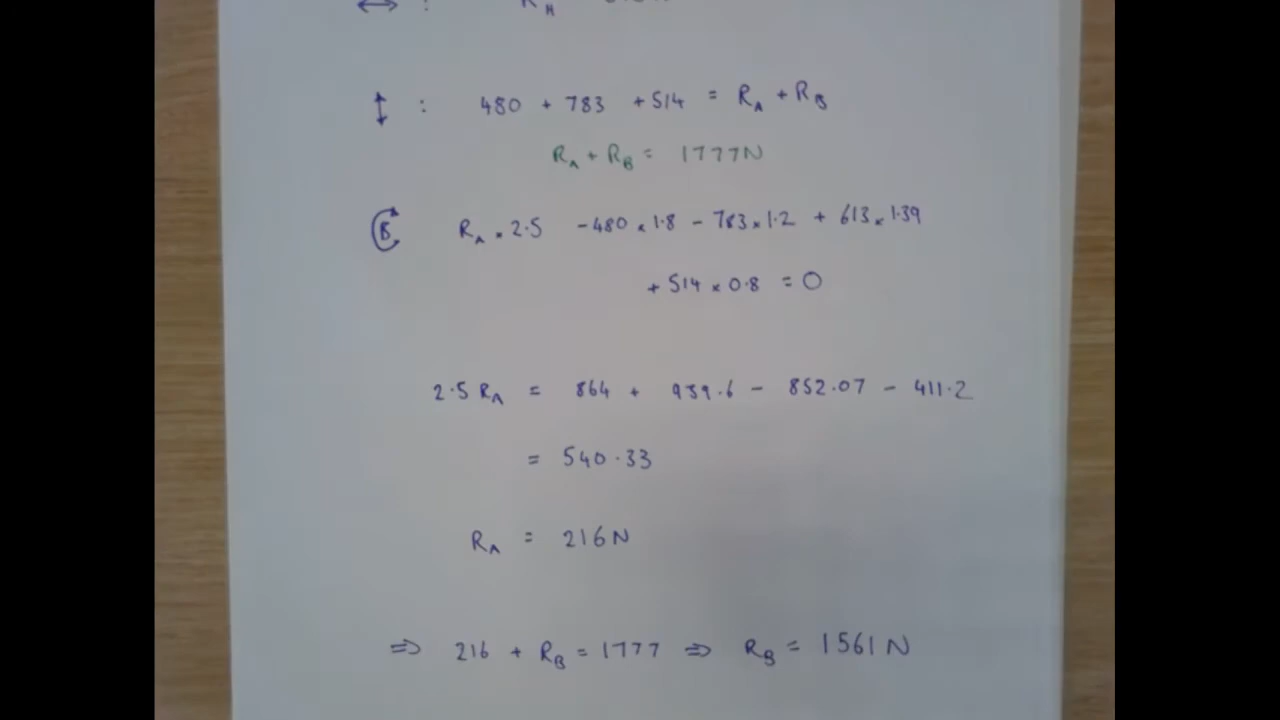 ↔ : R_H
↕ : 480 + 783 + 514 = R_A + R_B
R_A + R_B = 1777N
B R_A × 2.5 - 480 × 1.8 - 783 × 1.2 + 613 × 1.39
+ 514 × 0.8 = 0
2.5 R_A = 864 + 939.6 - 852.07 - 411.2
= 540.33
R_A = 216N
⇒ 216 + R_B = 1777 ⇒ R_B = 1561N